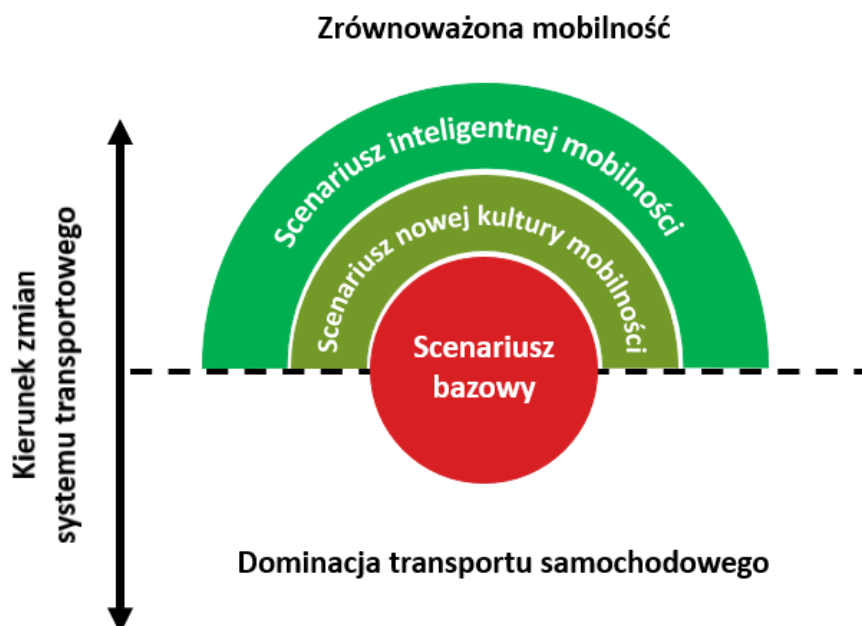 Zrównoważona mobilność
Scenariusz inteligentnej mobilności
Scenariusz nowej kultury mobilności
Scenariusz
bazowy
Kierunek zmian
systemu transportowego
Dominacja transportu samochodowego